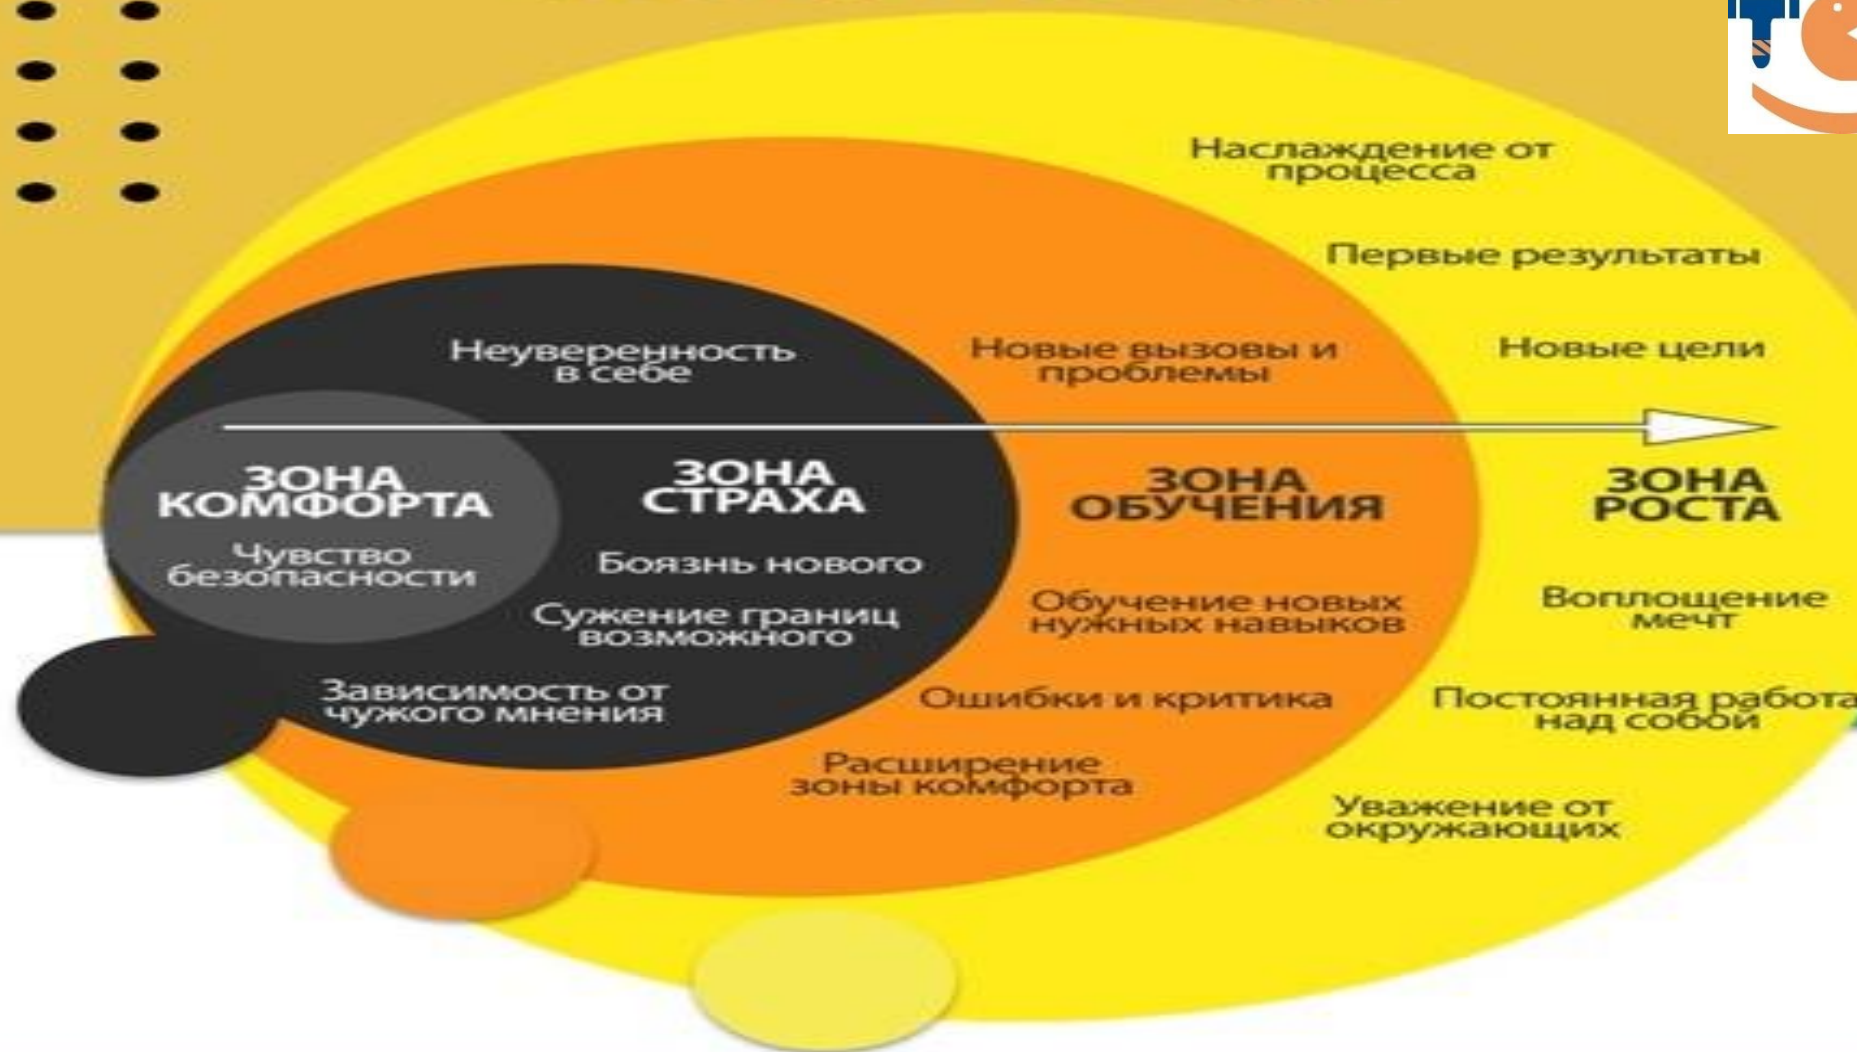 Наслаждение от
процесса
Первые результаты
Новые цели
Неуверенность
в себе
Новые вызовы и
проблемы
ЗОНА
КОМФОРТА
Чувство
безопасности
ЗОНА
СТРАХА
Боязнь нового
Сужение границ
возможного
Зависимость от
чужого мнения
ЗОНА
ОБУЧЕНИЯ
Обучение новых
нужных навыков
Ошибки и критика
Расширение
зоны комфорта
ЗОНА
РОСТА
Воплощение
мечт
Постоянная работа
над собой
Уважение от
окружающих